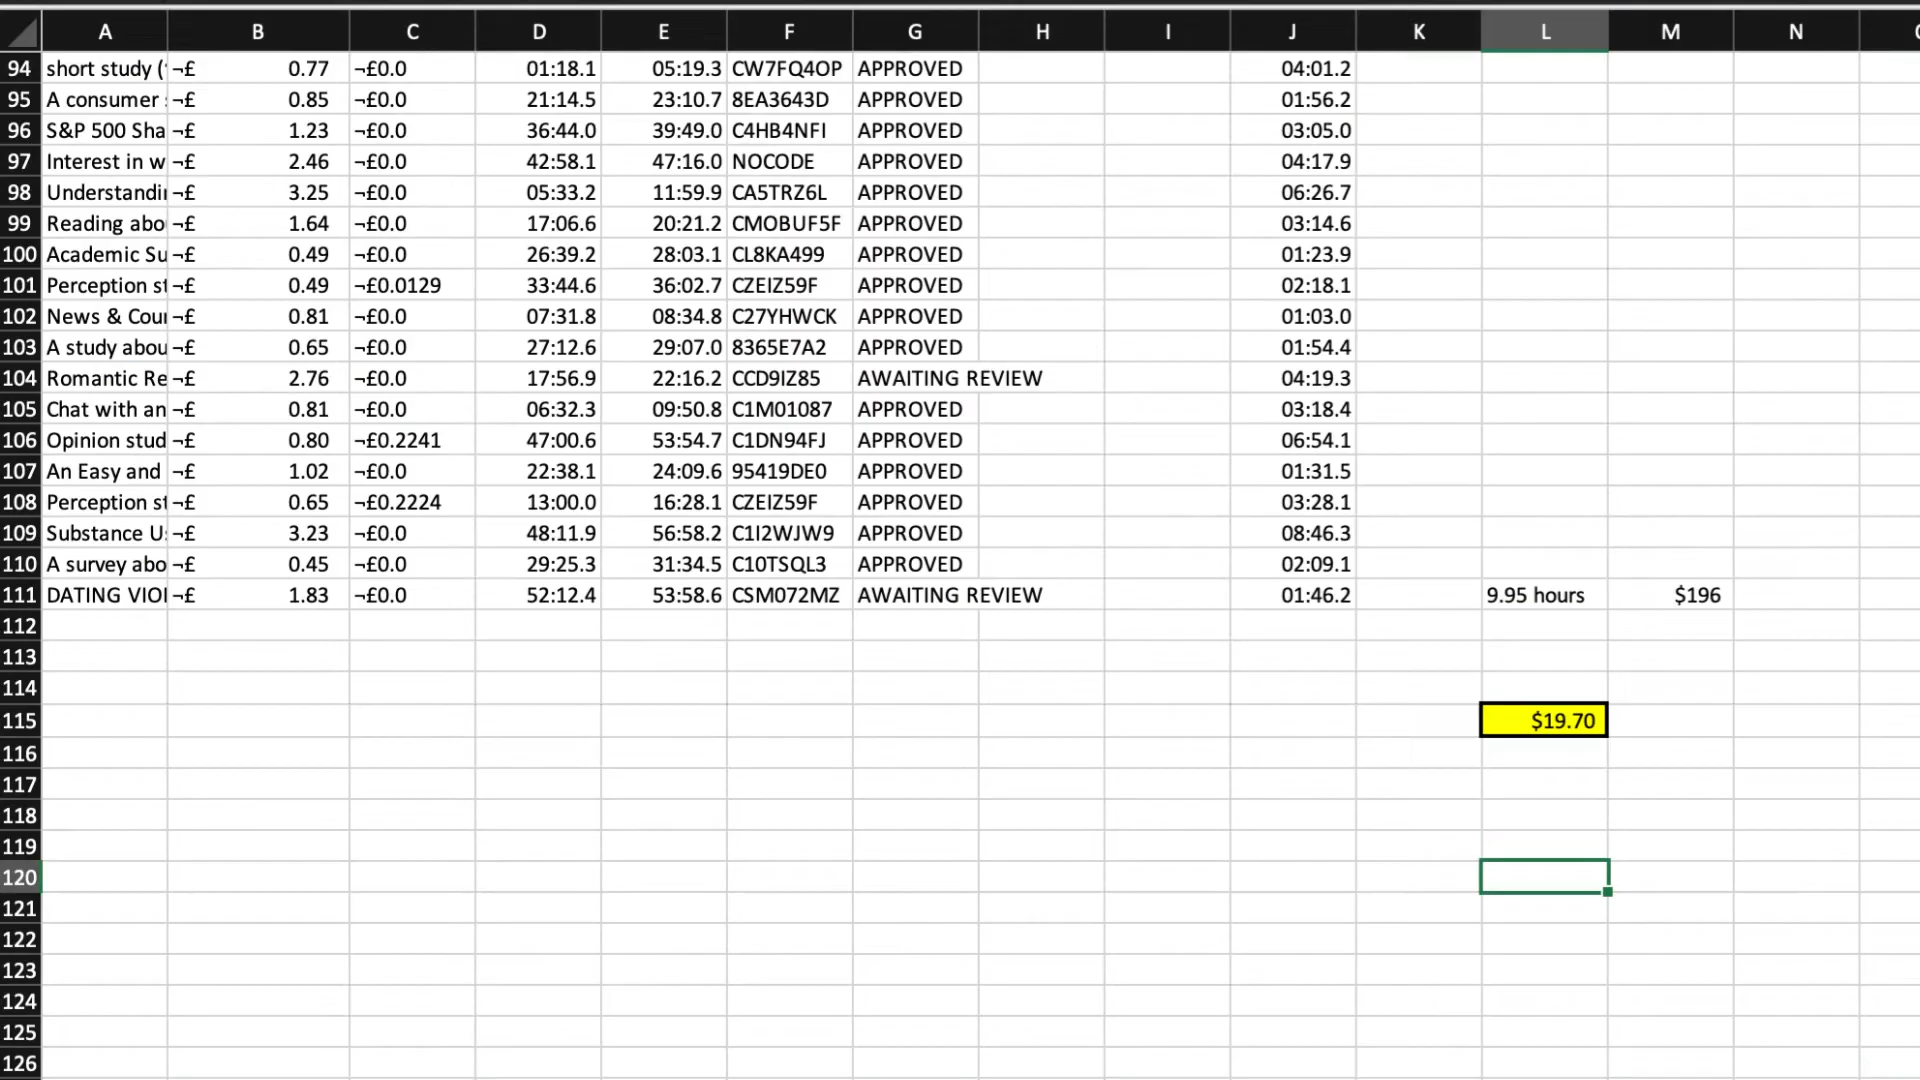 A B C D E F G H I J K L M N
94 short study ( ¬£ 0.77 ¬£0.0 01:18.1 05:19.3 CW7FQ4OP APPROVED 04:01.2
95 A consumer ¬£ 0.85 ¬£0.0 21:14.5 23:10.7 8EA3643D APPROVED 01:56.2
96 S&P 500 Sha ¬£ 1.23 ¬£0.0 36:44.0 39:49.0 C4HB4NFI APPROVED 03:05.0
97 Interest in w ¬£ 2.46 ¬£0.0 42:58.1 47:16.0 NOCODE APPROVED 04:17.9
98 Understandi ¬£ 3.25 ¬£0.0 05:33.2 11:59.9 CA5TRZ6L APPROVED 06:26.7
99 Reading abo ¬£ 1.64 ¬£0.0 17:06.6 20:21.2 CMOBUF5F APPROVED 03:14.6
100 Academic Su ¬£ 0.49 ¬£0.0 26:39.2 28:03.1 CL8KA499 APPROVED 01:23.9
101 Perception st ¬£ 0.49 ¬£0.0129 33:44.6 36:02.7 CZEIZ59F APPROVED 02:18.1
102 News & Cou ¬£ 0.81 ¬£0.0 07:31.8 08:34.8 C27YHWCK APPROVED 01:03.0
103 A study abou ¬£ 0.65 ¬£0.0 27:12.6 29:07.0 8365E7A2 APPROVED 01:54.4
104 Romantic Re ¬£ 2.76 ¬£0.0 17:56.9 22:16.2 CCD9IZ85 AWAITING REVIEW 04:19.3
105 Chat with an ¬£ 0.81 ¬£0.0 06:32.3 09:50.8 C1M01087 APPROVED 03:18.4
106 Opinion stud ¬£ 0.80 ¬£0.2241 47:00.6 53:54.7 C1DN94FJ APPROVED 06:54.1
107 An Easy and ¬£ 1.02 ¬£0.0 22:38.1 24:09.6 95419DE0 APPROVED 01:31.5
108 Perception st ¬£ 0.65 ¬£0.2224 13:00.0 16:28.1 CZEIZ59F APPROVED 03:28.1
109 Substance U ¬£ 3.23 ¬£0.0 48:11.9 56:58.2 C1I2WJW9 APPROVED 08:46.3
110 A survey abo ¬£ 0.45 ¬£0.0 29:25.3 31:34.5 C10TSQL3 APPROVED 02:09.1
111 DATING VIO ¬£ 1.83 ¬£0.0 52:12.4 53:58.6 CSM072MZ AWAITING REVIEW 01:46.2 9.95 hours $196
112
113
114
115 $19.70
116
117
118
119
120
121
122
123
124
125
126